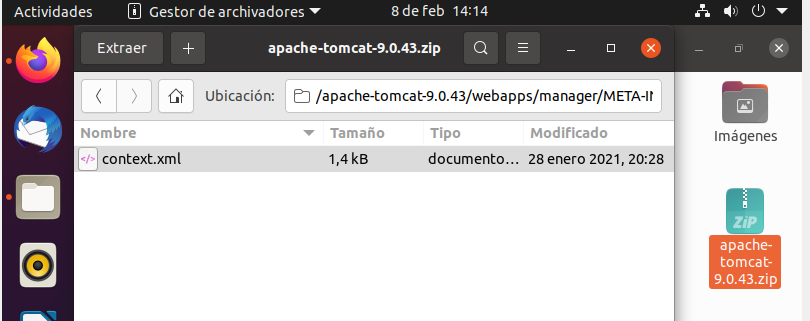 Actividades Gestor de archivadores 8 de feb 14:14
Extraer apache-tomcat-9.0.43.zip
Ubicación: /apache-tomcat-9.0.43/webapps/manager/META-IN
Nombre Tamaño Tipo Modificado
context.xml 1,4 kB documento… 28 enero 2021, 20:28
Imágenes
ZiP
apache-
tomcat-
9.0.43.zip